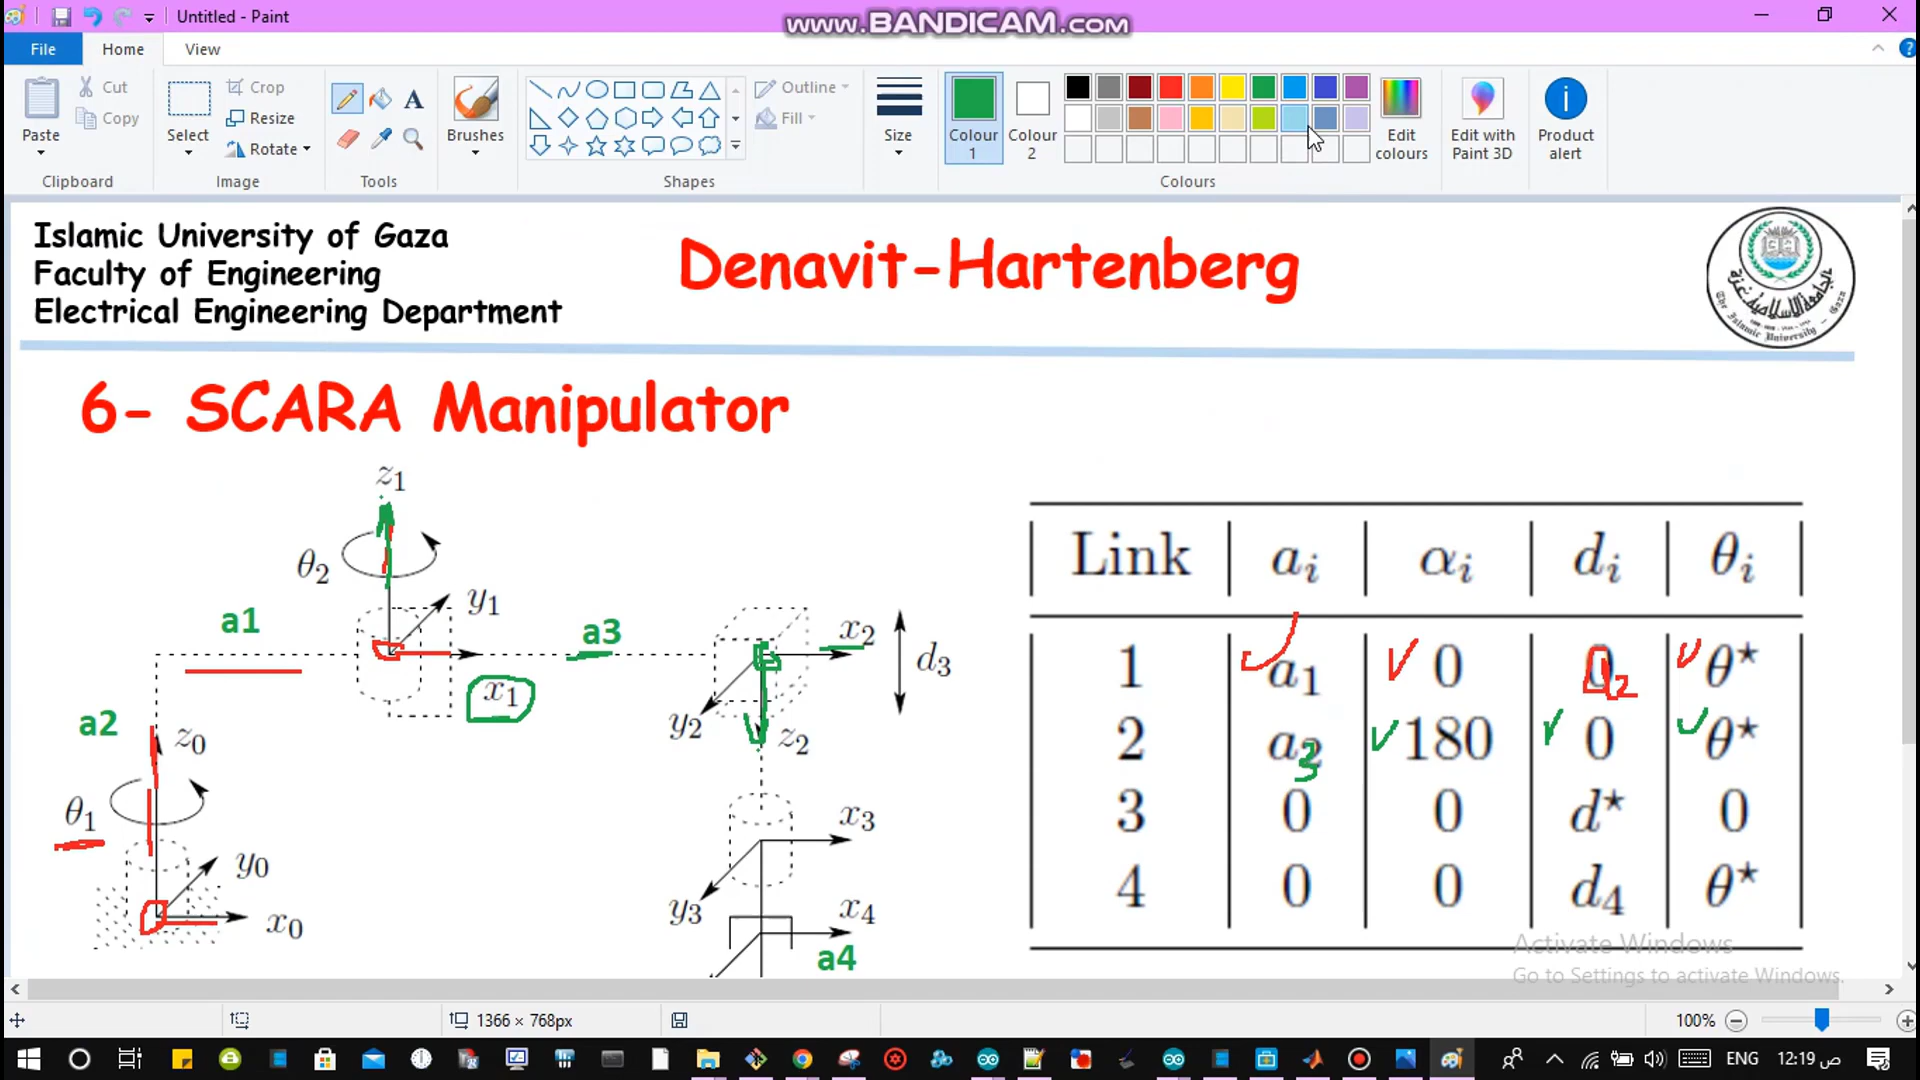 Untitled - Paint
www.BANDICAM.com
File
Home
View
Paste
Cut
Copy
Clipboard
Select
Crop
Resize
Rotate
Image
Tools
Brushes
Shapes
Outline
Fill
Size
Colour 1
Colour 2
Colours
Edit colours
Edit with Paint 3D
Product alert
Islamic University of Gaza
Faculty of Engineering
Electrical Engineering Department
Denavit-Hartenberg
6- SCARA Manipulator
z1
θ2
y1
a1
a3
x1
x2
d3
y2
z2
a2
z0
θ1
y0
x0
x3
y3
x4
a4
Link ai αi di θi
1 a1 0 0 2 θ*
2 a2 3 180 0 θ*
3 0 0 d* 0
4 0 0 d4 θ*
Activate Windows
Go to Settings to activate Windows.
1366 × 768px
100%
ENG
12:19 ص